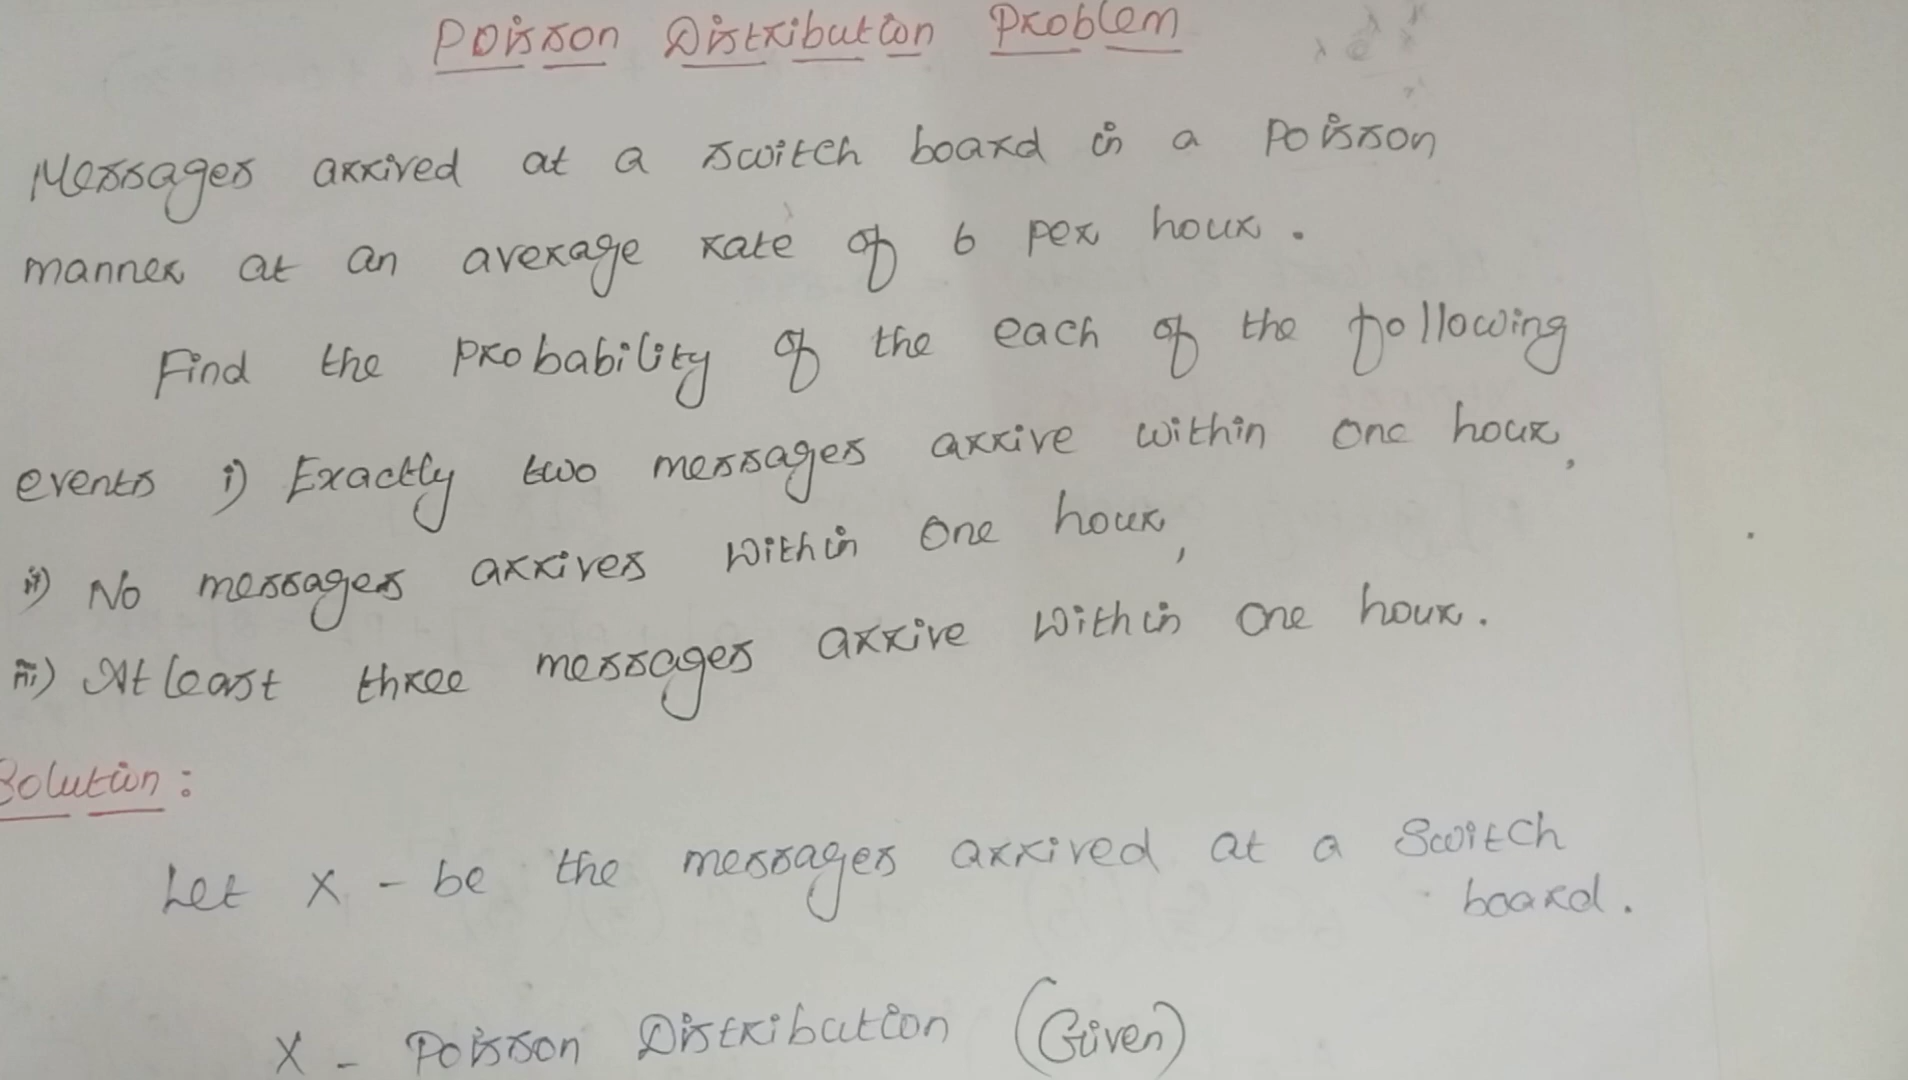 Poisson Distribution Problem
Messages arrived at a switch board in a Poisson
manner at an average rate of 6 per hour.
Find the probability of the each of the following
events i) Exactly two messages arrive within one hour,
ii) No messages arrives within one hour,
iii) At least three messages arrive within one hour.
Solution:
Let X - be the messages arrived at a Switch
board.
X - Poisson Distribution (Given)